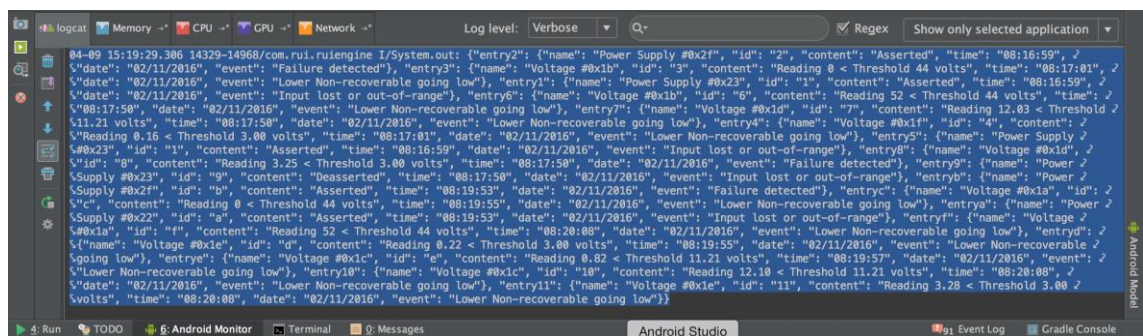 logcat Memory CPU GPU Network Log level: Verbose Regex Show only selected application
04-09 15:19:29.306 14329-14968/com.rui.ruiengine I/System.out: {"entry2": {"name": "Power Supply #0x2f", "id": "2", "content": "Asserted", "time": "08:16:59",
"date": "02/11/2016", "event": "Failure detected"}, "entry3": {"name": "Voltage #0x1b", "id": "3", "content": "Reading 0 < Threshold 44 volts", "time": "08:17:01",
"date": "02/11/2016", "event": "Lower Non-recoverable going low"}, "entry1": {"name": "Power Supply #0x23", "id": "1", "content": "Asserted", "time": "08:16:59",
"date": "02/11/2016", "event": "Input lost or out-of-range"}, "entry6": {"name": "Voltage #0x1b", "id": "6", "content": "Reading 52 < Threshold 44 volts", "time":
"08:17:50", "date": "02/11/2016", "event": "Lower Non-recoverable going low"}, "entry7": {"name": "Voltage #0x1d", "id": "7", "content": "Reading 12.03 < Threshold
11.21 volts", "time": "08:17:50", "date": "02/11/2016", "event": "Lower Non-recoverable going low"}, "entry4": {"name": "Voltage #0x1f", "id": "4", "content":
"Reading 0.16 < Threshold 3.00 volts", "time": "08:17:01", "date": "02/11/2016", "event": "Lower Non-recoverable going low"}, "entry5": {"name": "Power Supply
#0x23", "id": "1", "content": "Asserted", "time": "08:16:59", "date": "02/11/2016", "event": "Input lost or out-of-range"}, "entry8": {"name": "Voltage #0x1d",
"id": "8", "content": "Reading 3.25 < Threshold 3.00 volts", "time": "08:17:50", "date": "02/11/2016", "event": "Failure detected"}, "entry9": {"name": "Power
Supply #0x23", "id": "9", "content": "Deasserted", "time": "08:17:50", "date": "02/11/2016", "event": "Input lost or out-of-range"}, "entryb": {"name": "Power
Supply #0x2f", "id": "b", "content": "Asserted", "time": "08:19:53", "date": "02/11/2016", "event": "Failure detected"}, "entryc": {"name": "Voltage #0x1a", "id":
"c", "content": "Reading 0 < Threshold 44 volts", "time": "08:19:55", "date": "02/11/2016", "event": "Lower Non-recoverable going low"}, "entrya": {"name": "Power
Supply #0x22", "id": "a", "content": "Asserted", "time": "08:19:53", "date": "02/11/2016", "event": "Input lost or out-of-range"}, "entryf": {"name": "Voltage
#0x1a", "id": "f", "content": "Reading 52 < Threshold 44 volts", "time": "08:20:08", "date": "02/11/2016", "event": "Lower Non-recoverable going low"}, "entryd":
{"name": "Voltage #0x1e", "id": "d", "content": "Reading 0.22 < Threshold 3.00 volts", "time": "08:19:55", "date": "02/11/2016", "event": "Lower Non-recoverable
going low"}, "entrye": {"name": "Voltage #0x1c", "id": "e", "content": "Reading 0.82 < Threshold 11.21 volts", "time": "08:19:57", "date": "02/11/2016", "event":
"Lower Non-recoverable going low"}, "entry10": {"name": "Voltage #0x1c", "id": "10", "content": "Reading 12.10 < Threshold 11.21 volts", "time": "08:20:08",
"date": "02/11/2016", "event": "Lower Non-recoverable going low"}, "entry11": {"name": "Voltage #0x1e", "id": "11", "content": "Reading 3.28 < Threshold 3.00
volts", "time": "08:20:08", "date": "02/11/2016", "event": "Lower Non-recoverable going low"}}
Android Model
4: Run TODO 6: Android Monitor Terminal 0: Messages Android Studio 91 Event Log Gradle Console